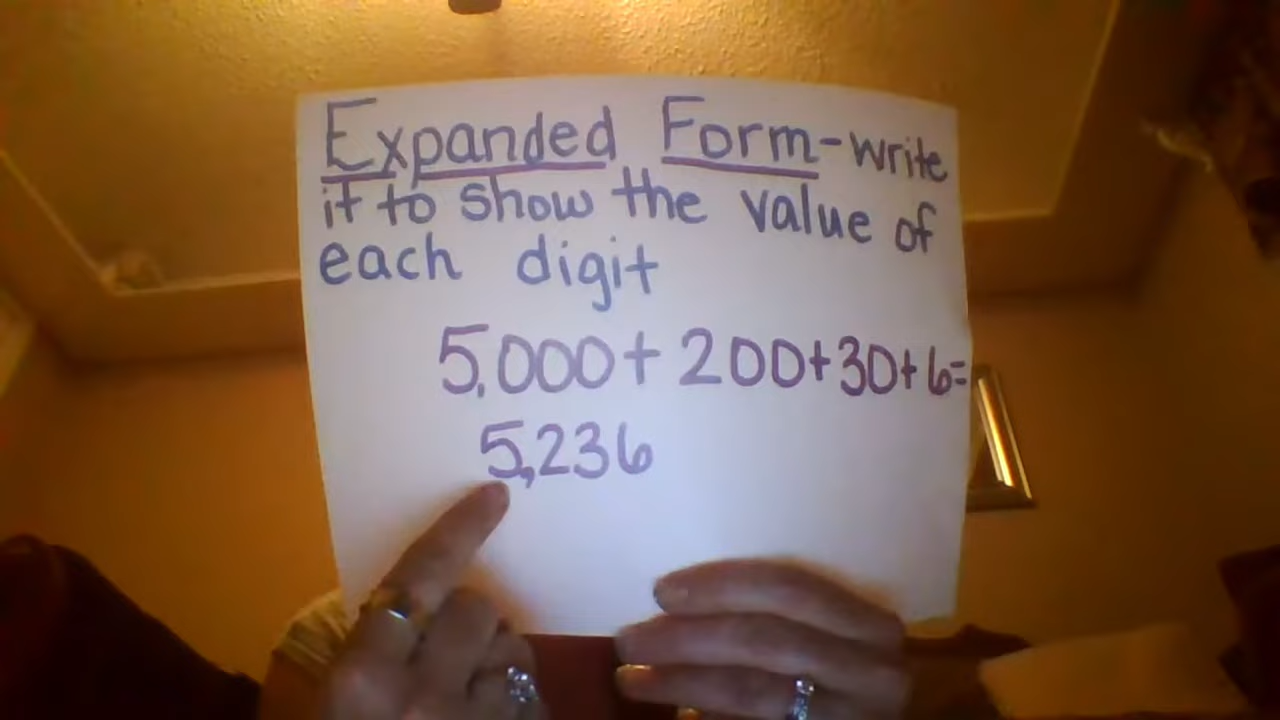 Expanded Form-write
it to show the value of
each digit
5,000+ 200+30+6=
5,236